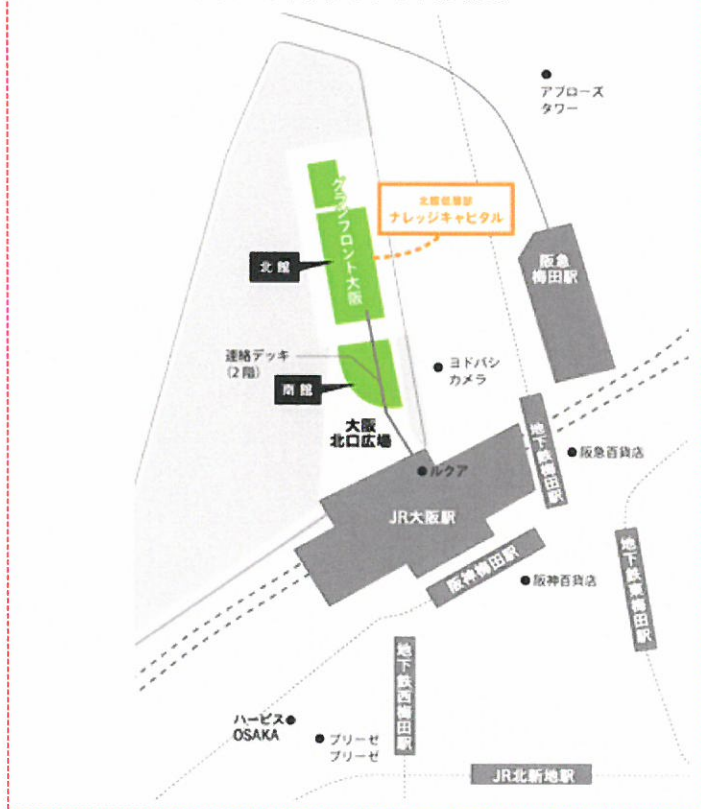 アプローズ
タワー
北館低層部
ナレッジキャピタル
グランフロント大阪
北館
阪急
梅田駅
連絡デッキ
(2階)
南館
ヨドバシ
カメラ
大阪
北口広場
地下鉄梅田駅
阪急百貨店
ルクア
JR大阪駅
阪神梅田駅
阪神百貨店
地下鉄東梅田駅
地下鉄西梅田駅
ハービス
OSAKA
ブリーゼ
ブリーゼ
JR北新地駅